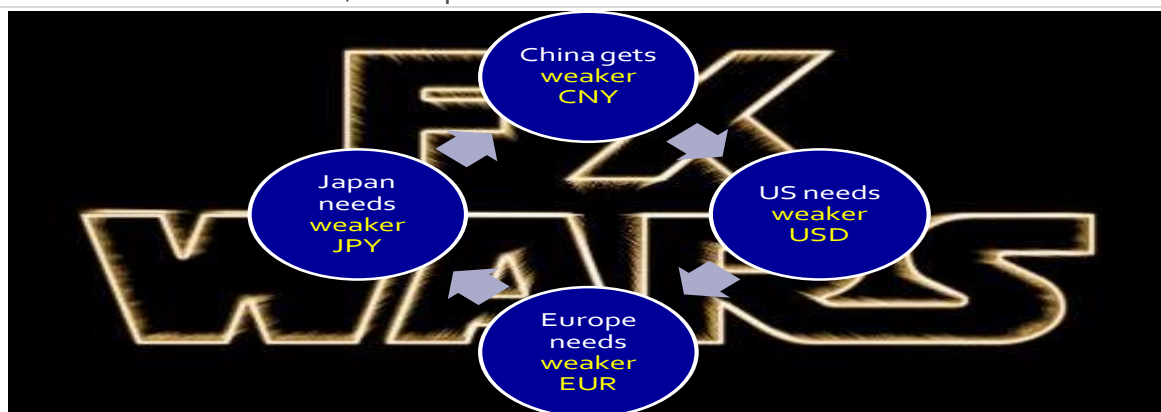 FX
WARS
China gets
weaker
CNY
US needs
weaker
USD
Europe
needs
weaker
EUR
Japan
needs
weaker
JPY